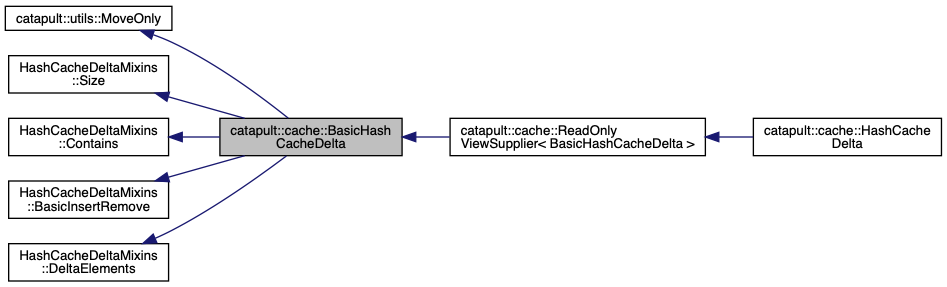 catapult::utils::MoveOnly
HashCacheDeltaMixins
::Size
HashCacheDeltaMixins
::Contains
HashCacheDeltaMixins
::BasicInsertRemove
HashCacheDeltaMixins
::DeltaElements
catapult::cache::BasicHash
CacheDelta
catapult::cache::ReadOnly
ViewSupplier< BasicHashCacheDelta >
catapult::cache::HashCache
Delta